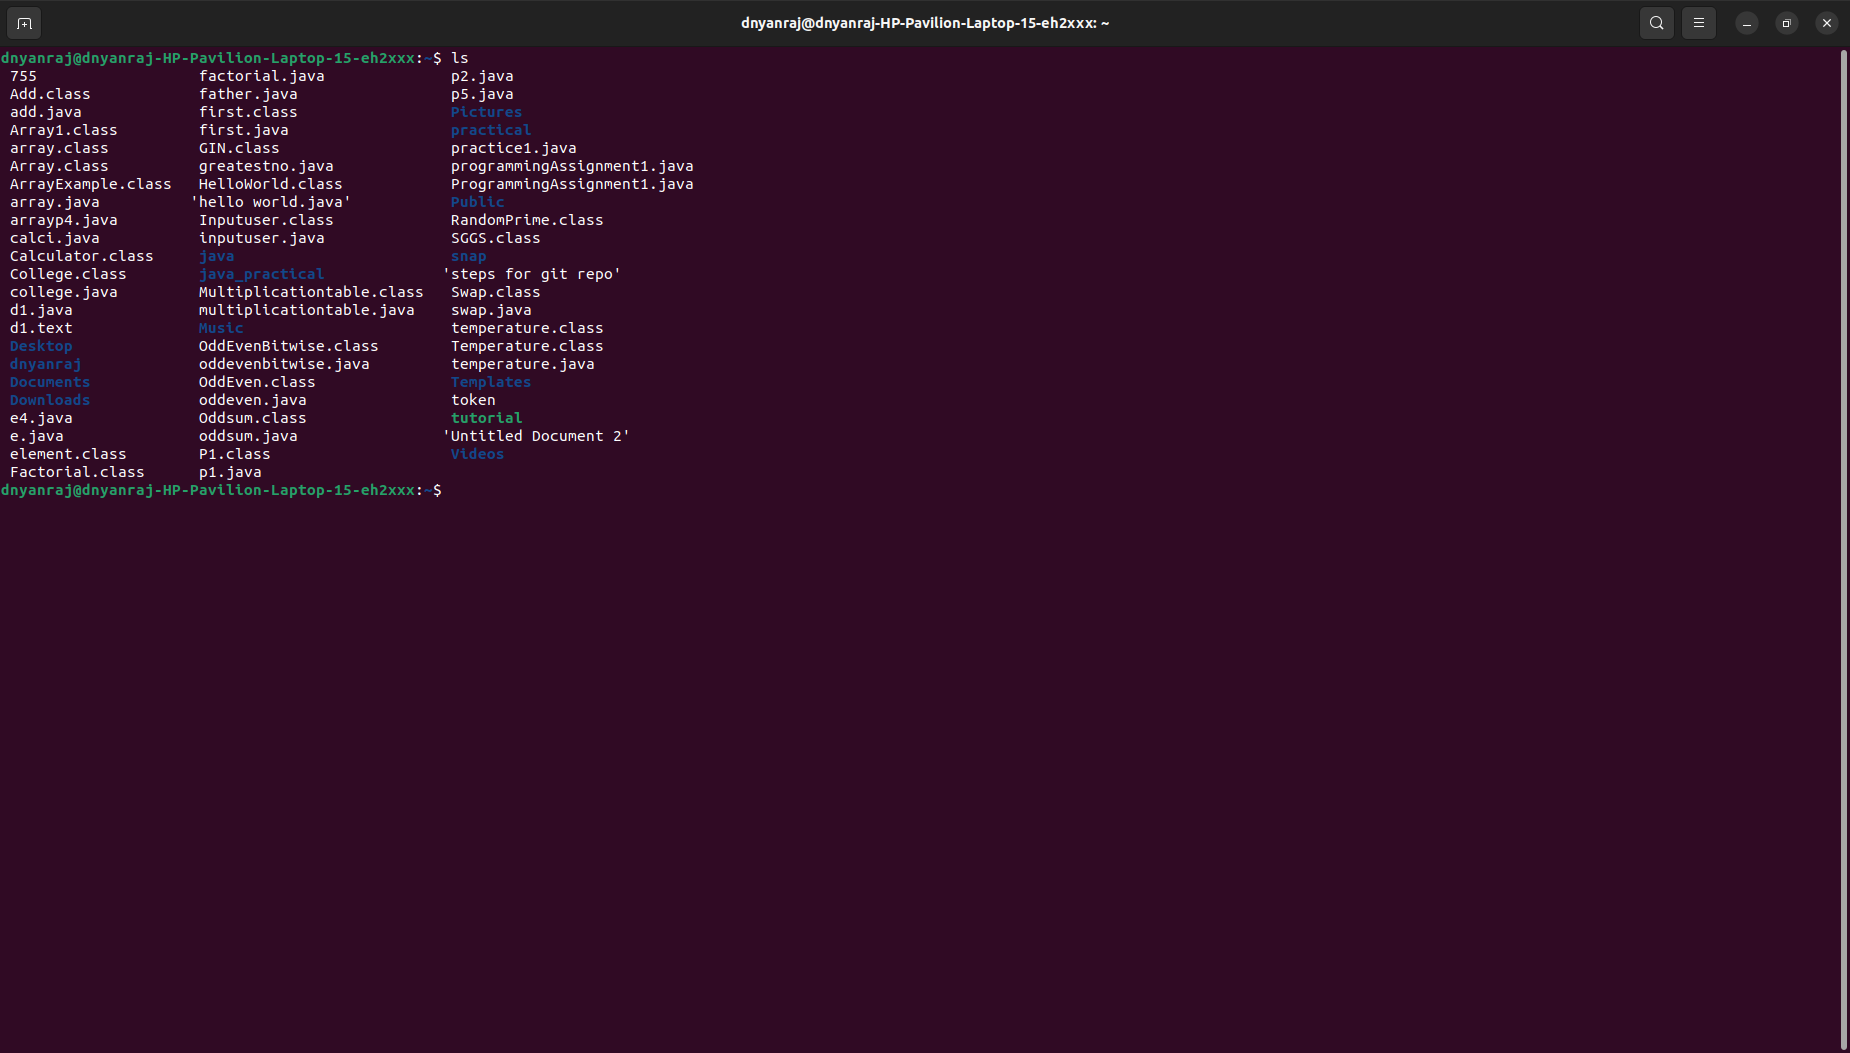 dnyanraj@dnyanraj-HP-Pavilion-Laptop-15-eh2xxx: ~
dnyanraj@dnyanraj-HP-Pavilion-Laptop-15-eh2xxx:~$ ls
755 factorial.java p2.java
Add.class father.java p5.java
add.java first.class Pictures
Array1.class first.java practical
array.class GIN.class practice1.java
Array.class greatestno.java programmingAssignment1.java
ArrayExample.class HelloWorld.class ProgrammingAssignment1.java
array.java 'hello world.java' Public
arrayp4.java Inputuser.class RandomPrime.class
calci.java inputuser.java SGGS.class
Calculator.class java snap
College.class java_practical 'steps for git repo'
college.java Multiplicationtable.class Swap.class
d1.java multiplicationtable.java swap.java
d1.text Music temperature.class
Desktop OddEvenBitwise.class Temperature.class
dnyanraj oddevenbitwise.java temperature.java
Documents OddEven.class Templates
Downloads oddeven.java token
e4.java Oddsum.class tutorial
e.java oddsum.java 'Untitled Document 2'
element.class P1.class Videos
Factorial.class p1.java
dnyanraj@dnyanraj-HP-Pavilion-Laptop-15-eh2xxx:~$